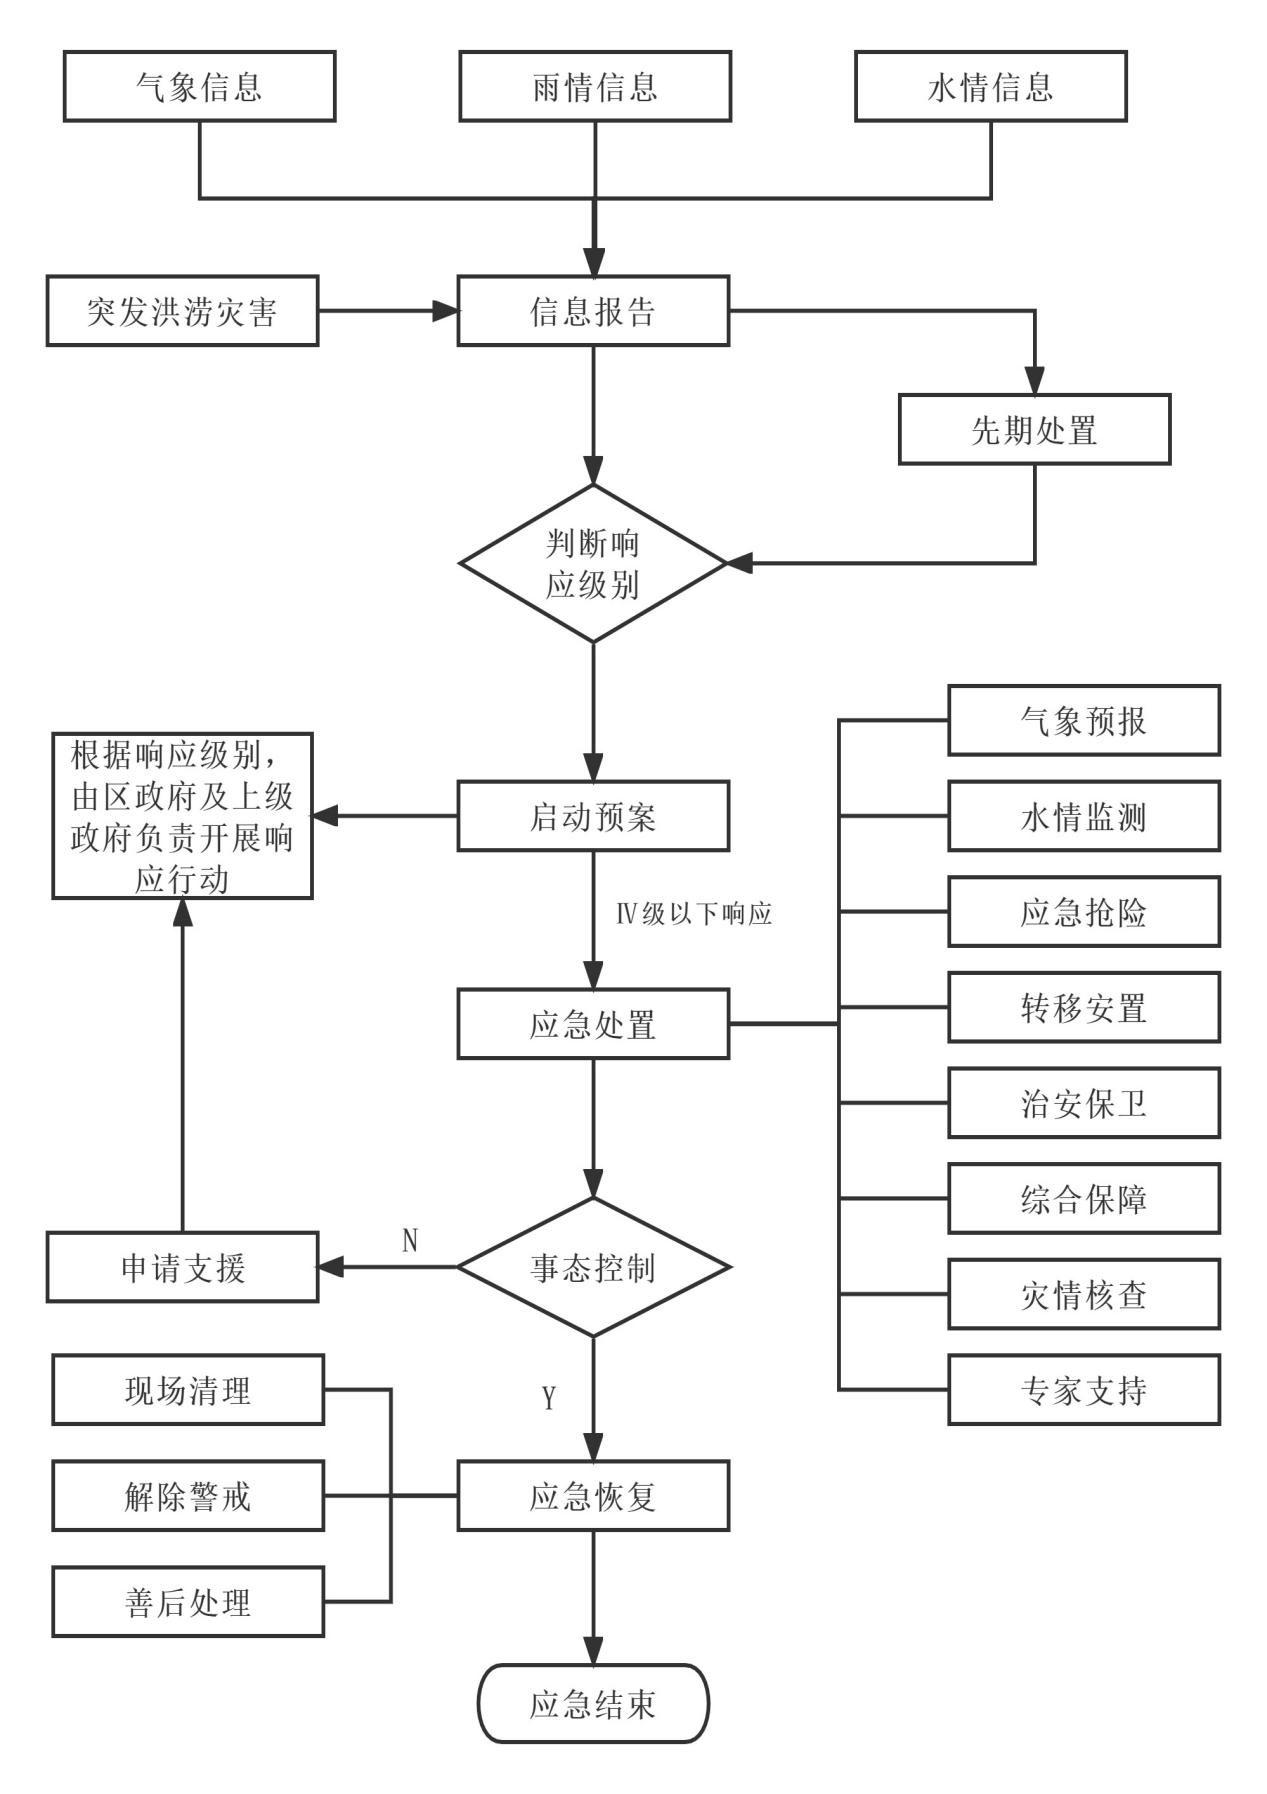 气象信息
雨情信息
水情信息
突发洪涝灾害
信息报告
先期处置
判断响
应级别
气象预报
根据响应级别，
由区政府及上级
政府负责开展响
应行动
启动预案
水情监测
Ⅳ级以下响应
应急抢险
应急处置
转移安置
治安保卫
综合保障
N
申请支援
事态控制
灾情核查
现场清理
Y
专家支持
解除警戒
应急恢复
善后处理
应急结束